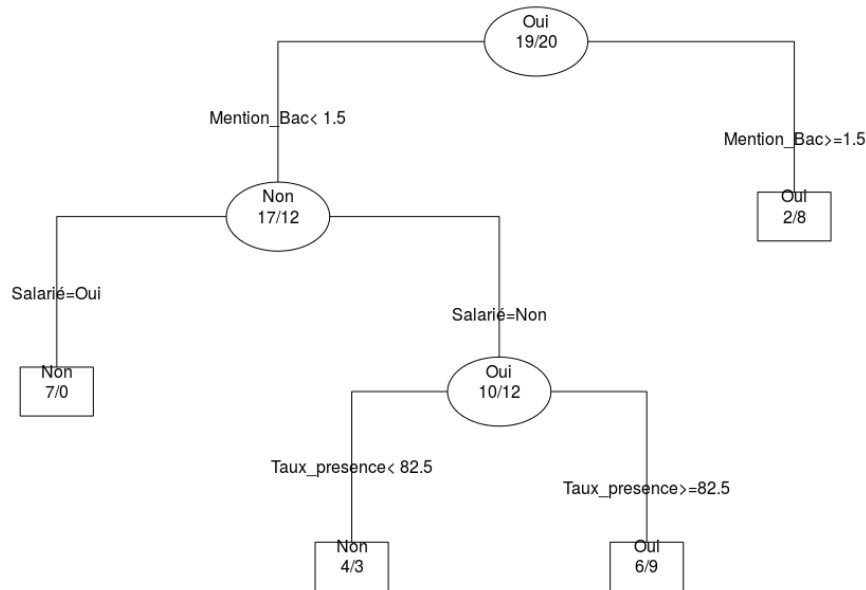 Oui
19/20
Mention_Bac< 1.5
Mention_Bac>=1.5
Non
17/12
Oui
2/8
Salarié=Oui
Salarié=Non
Non
7/0
Oui
10/12
Taux_presence< 82.5
Taux_presence>=82.5
Non
4/3
Oui
6/9